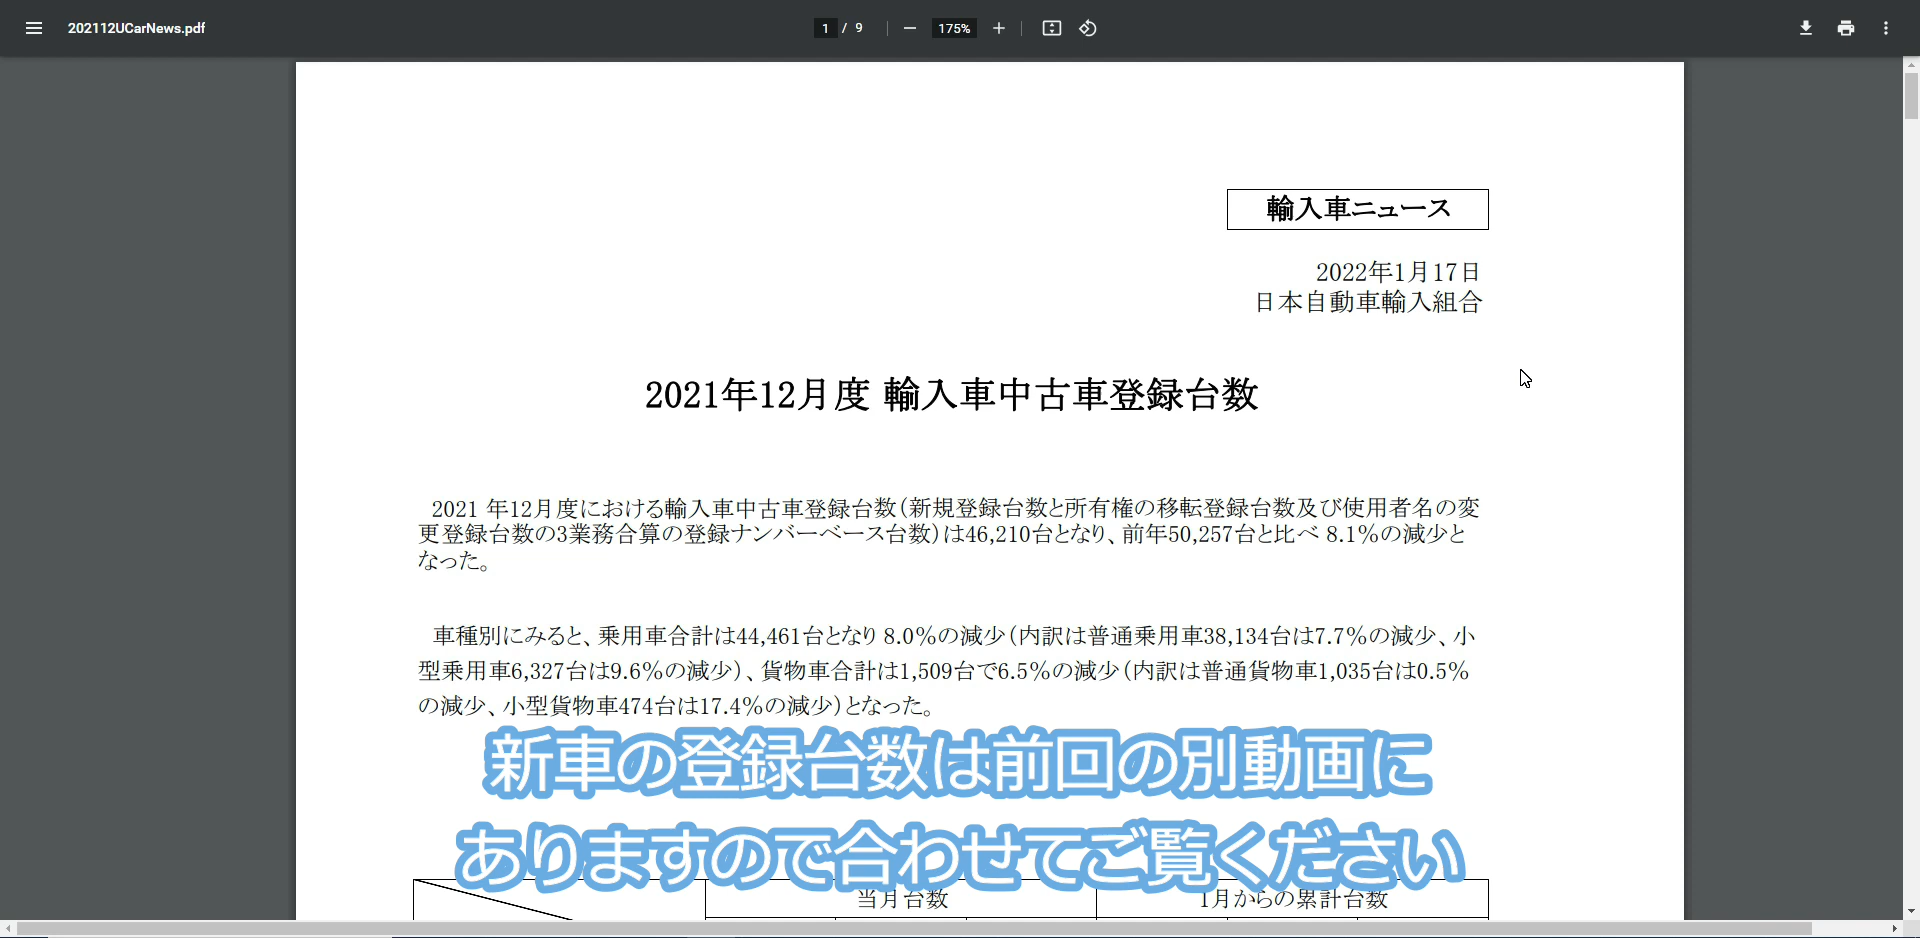 202112UCarNews.pdf
1 / 9
175%
輸入車ニュース
2022年1月17日
日本自動車輸入組合
2021年12月度 輸入車中古車登録台数
2021 年12月度における輸入車中古車登録台数(新規登録台数と所有権の移転登録台数及び使用者名の変
更登録台数の3業務合算の登録ナンバーベース台数)は46,210台となり、前年50,257台と比べ 8.1%の減少と
なった。
車種別にみると、乗用車合計は44,461台となり 8.0%の減少(内訳は普通乗用車38,134台は7.7%の減少、小
型乗用車6,327台は9.6%の減少)、貨物車合計は1,509台で6.5%の減少(内訳は普通貨物車1,035台は0.5%
の減少、小型貨物車474台は17.4%の減少)となった。
新車の登録台数は前回の別動画に
ありますので合わせてご覧ください
当月台数
1月からの累計台数